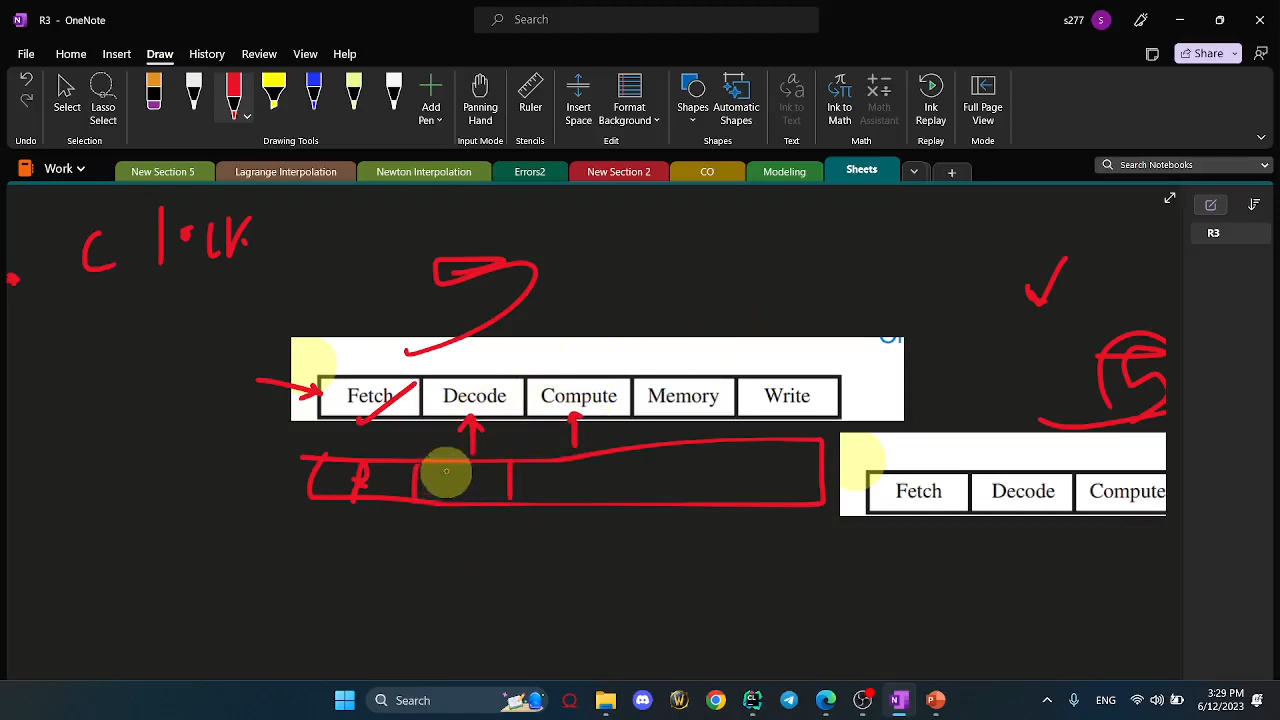 R3 - OneNote
Search
s277
S
File Home Insert Draw History Review View Help
Share
Undo
Select
Lasso Select
Add Pen
Panning Hand
Ruler
Insert Space
Format Background
Shapes
Automatic Shapes
Ink to Text
Ink to Math
Math Assistant
Ink Replay
Full Page View
Undo
Selection
Drawing Tools
Input Mode
Stencils
Edit
Shapes
Text
Math
Replay
Mode
Work
New Section 5
Lagrange Interpolation
Newton Interpolation
Errors2
New Section 2
CO
Modeling
Sheets
Search Notebooks
R3
Clock
Fetch Decode Compute Memory Write
5
Fetch Decode Compute
Search
ENG
3:29 PM
6/12/2023